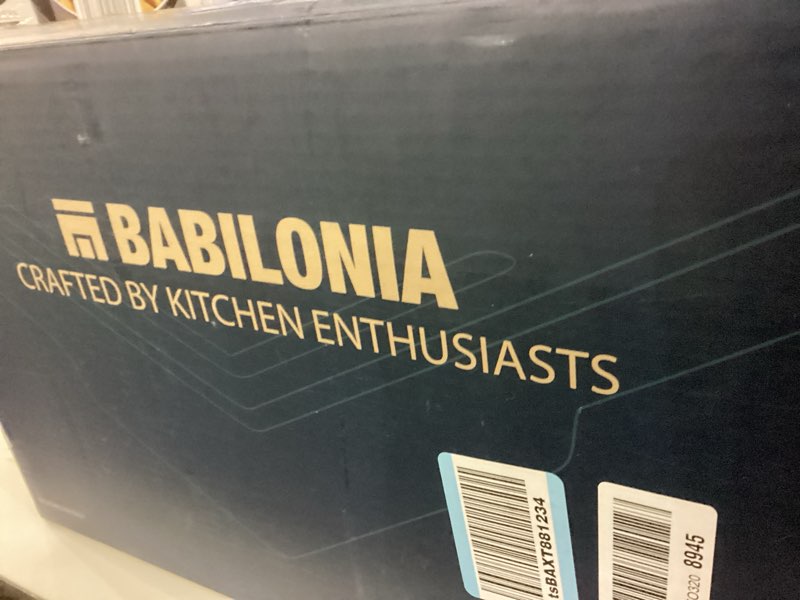 BABILONIA
CRAFTED BY KITCHEN ENTHUSIASTS
tsBAXT881234
8945